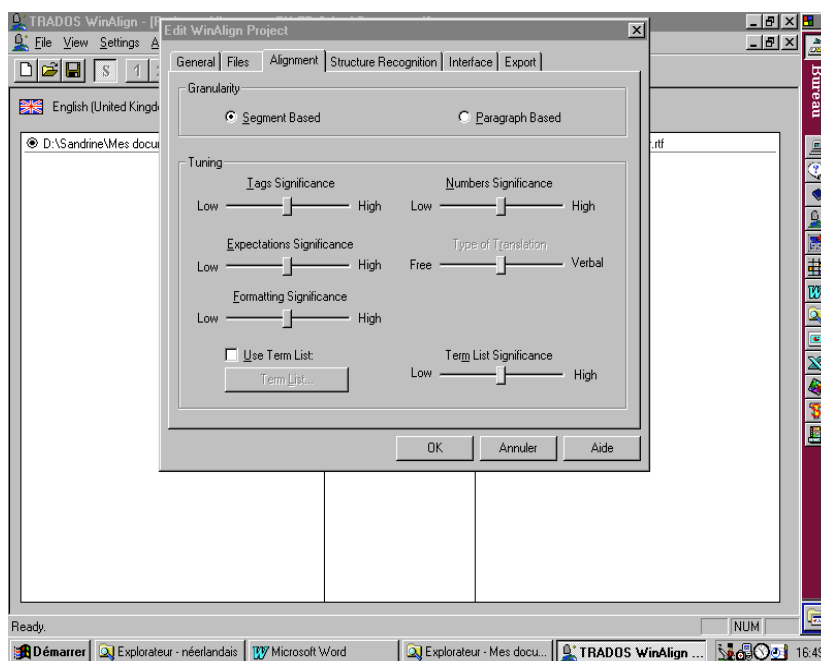 TRADOS WinAlign - [
Edit WinAlign Project
File View Settings A
General Files Alignment Structure Recognition Interface Export
S 1
Bureau
Granularity
English (United Kingd
Segment Based Paragraph Based
D:\Sandrine\Mes docu
r.rtf
Tuning
Tags Significance Numbers Significance
Low High Low High
Expectations Significance Type of Translation
Low High Free Verbal
Formatting Significance
Low High
Use Term List: Term List Significance
Term List... Low High
OK Annuler Aide
Ready. NUM
Démarrer Explorateur - néerlandais Microsoft Word Explorateur - Mes docu... TRADOS WinAlign ... 16:45